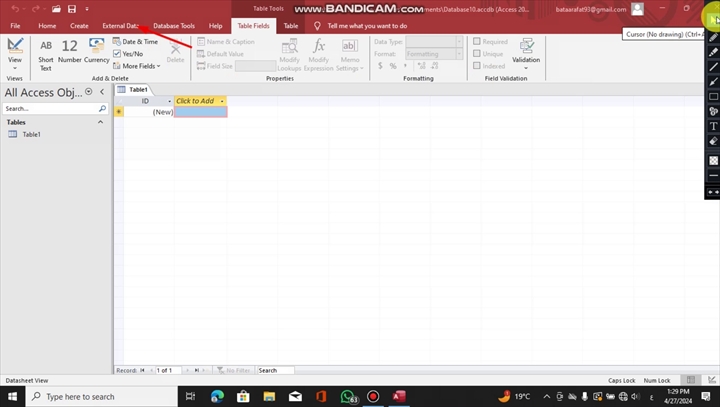 Table Tools
WWW.BANDICAM.COM
ments\Database10.accdb (Access 20
bataarafat93@gmail.com
File
Home
Create
External Data
Database Tools
Help
Table Fields
Table
Tell me what you want to do
Cursor (No drawing) (Ctrl+A
View
AB
Short Text
12
Number
Currency
Date & Time
Yes/No
More Fields
Delete
Name & Caption
Default Value
Field Size
Modify Lookups
fx
Modify Expression
ab
Memo Settings
Data Type:
Format:
$ % ,
Required
Unique
Indexed
Validation
Views
Add & Delete
Properties
Formatting
Field Validation
All Access Obj...
Search...
Tables
Table1
Table1
ID
Click to Add
(New)
Record:
1 of 1
No Filter
Search
Datasheet View
Caps Lock
Num Lock
Type here to search
63
19°C
ع
1:29 PM
4/27/2024